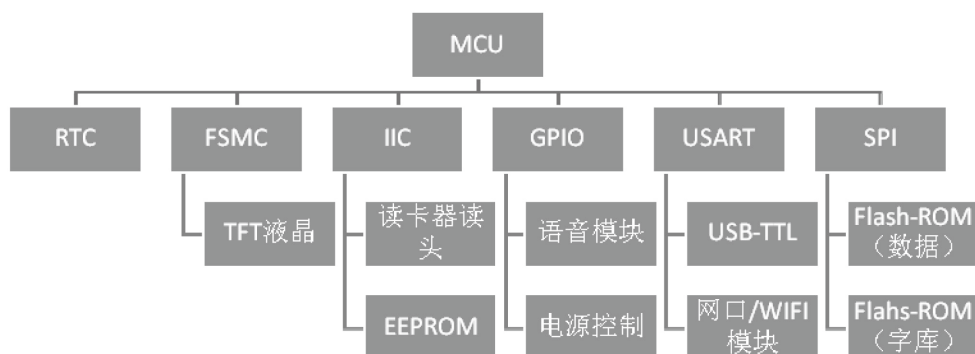 MCU
RTC
FSMC
IIC
GPIO
USART
SPI
TFT液晶
读卡器读
头
语音模块
USB-TTL
Flash-ROM
（数据）
EEPROM
电源控制
网口/WIFI
模块
Flahs-ROM
（字库）